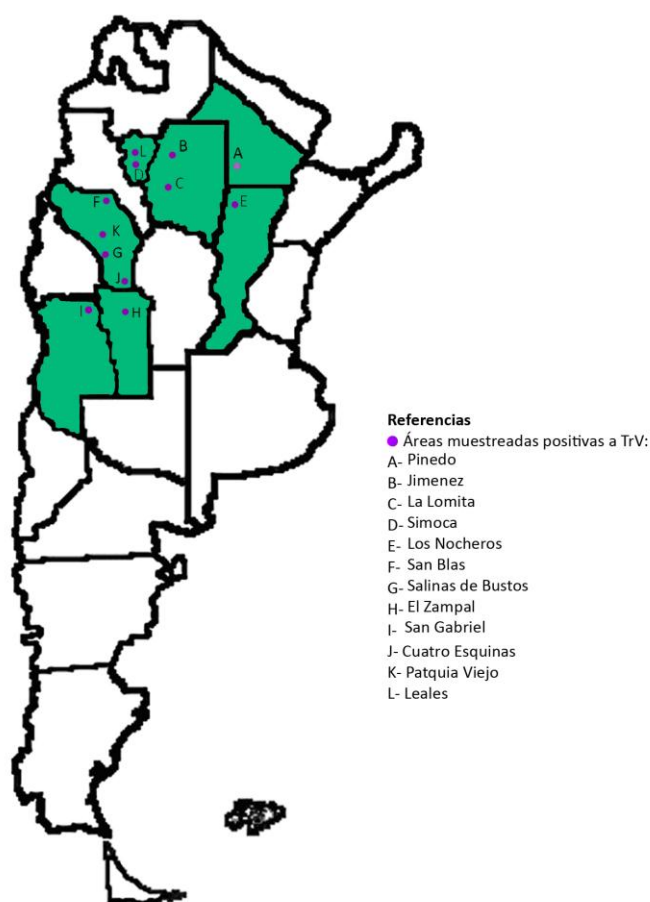 L
B
A
D
C
F
E
K
G
J
I
H
Referencias
Áreas muestreadas positivas a TrV:
A- Pinedo
B- Jimenez
C- La Lomita
D- Simoca
E- Los Nocheros
F- San Blas
G- Salinas de Bustos
H- El Zampal
I- San Gabriel
J- Cuatro Esquinas
K- Patquia Viejo
L- Leales